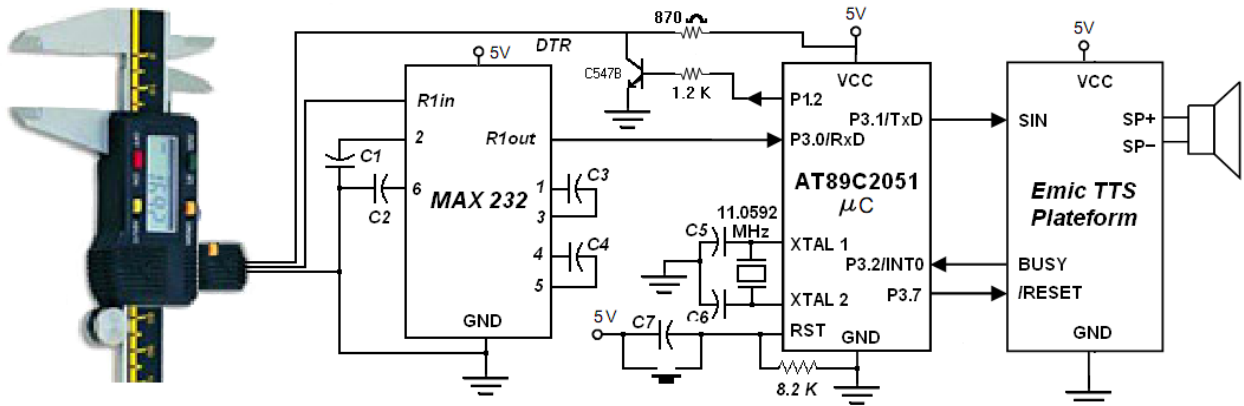 870 Ω
5V
5V
5V
DTR
C547B
1.2 K
VCC
VCC
R1in
P1.2
P3.1/TxD
SIN
SP+
2
R1out
P3.0/RxD
SP−
C1
6
C2
MAX 232
1
C3
3
AT89C2051
µC
Emic TTS
Plateform
11.0592
MHz
C5
4
C4
5
XTAL 1
P3.2/INT0
BUSY
XTAL 2
P3.7
/RESET
C6
5V
C7
RST
GND
GND
GND
8.2 K